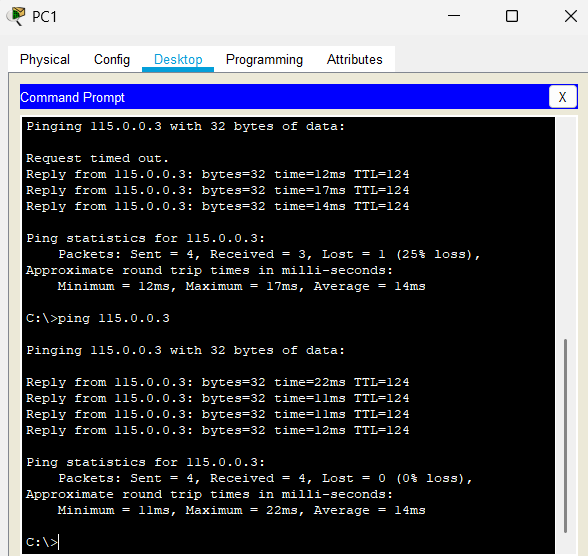 PC1
Physical Config Desktop Programming Attributes
Command Prompt X
Pinging 115.0.0.3 with 32 bytes of data:
Request timed out.
Reply from 115.0.0.3: bytes=32 time=12ms TTL=124
Reply from 115.0.0.3: bytes=32 time=17ms TTL=124
Reply from 115.0.0.3: bytes=32 time=14ms TTL=124
Ping statistics for 115.0.0.3:
Packets: Sent = 4, Received = 3, Lost = 1 (25% loss),
Approximate round trip times in milli-seconds:
Minimum = 12ms, Maximum = 17ms, Average = 14ms
C:\>ping 115.0.0.3
Pinging 115.0.0.3 with 32 bytes of data:
Reply from 115.0.0.3: bytes=32 time=22ms TTL=124
Reply from 115.0.0.3: bytes=32 time=11ms TTL=124
Reply from 115.0.0.3: bytes=32 time=11ms TTL=124
Reply from 115.0.0.3: bytes=32 time=12ms TTL=124
Ping statistics for 115.0.0.3:
Packets: Sent = 4, Received = 4, Lost = 0 (0% loss),
Approximate round trip times in milli-seconds:
Minimum = 11ms, Maximum = 22ms, Average = 14ms
C:\>